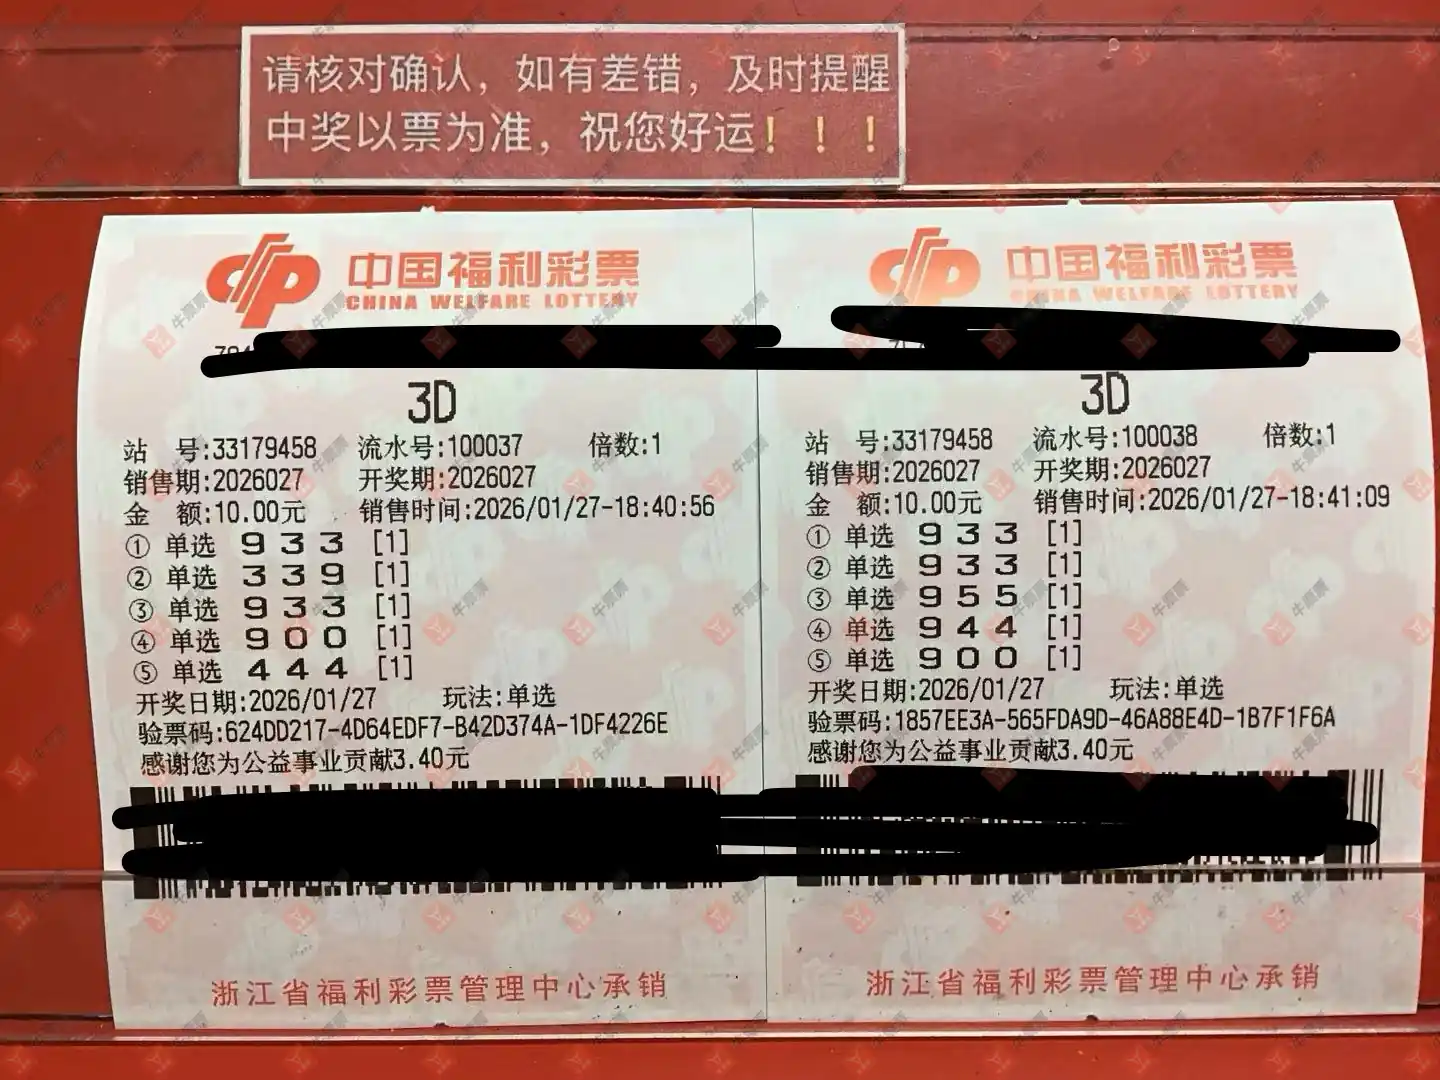 请核对确认，如有差错，及时提醒
中奖以票为准，祝您好运！！！
中国福利彩票
CHINA WELFARE LOTTERY
3D
站 号:33179458 流水号:100037 倍数:1
销售期:2026027 开奖期:2026027
金 额:10.00元 销售时间:2026/01/27-18:40:56
① 单选 9 3 3 [1]
② 单选 3 3 9 [1]
③ 单选 9 3 3 [1]
④ 单选 9 0 0 [1]
⑤ 单选 4 4 4 [1]
开奖日期:2026/01/27 玩法:单选
验票码:624DD217-4D64EDF7-B42D374A-1DF4226E
感谢您为公益事业贡献3.40元
浙江省福利彩票管理中心承销
中国福利彩票
CHINA WELFARE LOTTERY
3D
站 号:33179458 流水号:100038 倍数:1
销售期:2026027 开奖期:2026027
金 额:10.00元 销售时间:2026/01/27-18:41:09
① 单选 9 3 3 [1]
② 单选 9 3 3 [1]
③ 单选 9 5 5 [1]
④ 单选 9 4 4 [1]
⑤ 单选 9 0 0 [1]
开奖日期:2026/01/27 玩法:单选
验票码:1857EE3A-565FDA9D-46A88E4D-1B7F1F6A
感谢您为公益事业贡献3.40元
浙江省福利彩票管理中心承销